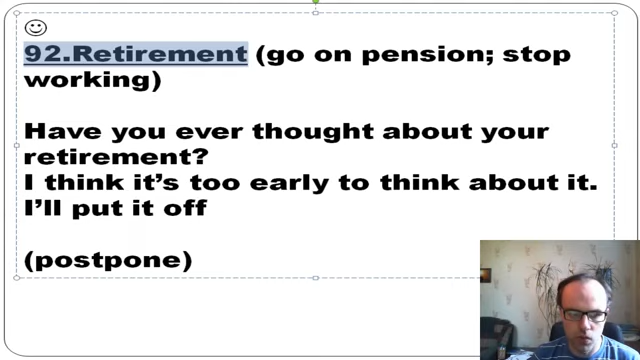 92.Retirement (go on pension; stop
working)
Have you ever thought about your
retirement?
I think it's too early to think about it.
I'll put it off
(postpone)